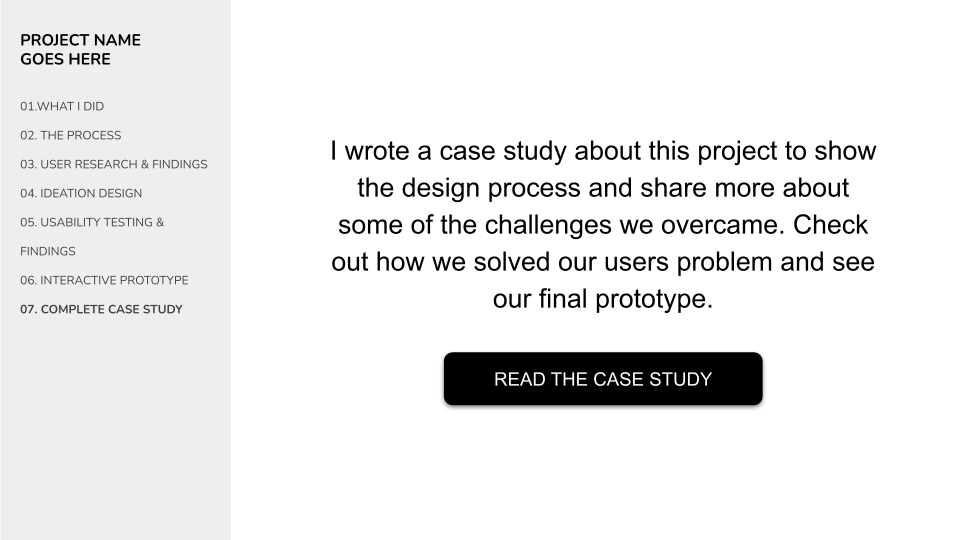 PROJECT NAME
GOES HERE
01.WHAT I DID
02. THE PROCESS
03. USER RESEARCH & FINDINGS
04. IDEATION DESIGN
05. USABILITY TESTING &
FINDINGS
06. INTERACTIVE PROTOTYPE
07. COMPLETE CASE STUDY
I wrote a case study about this project to show
the design process and share more about
some of the challenges we overcame. Check
out how we solved our users problem and see
our final prototype.
READ THE CASE STUDY